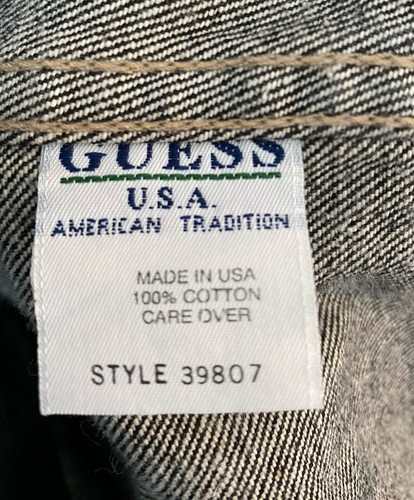 GUESS
U.S.A.
AMERICAN TRADITION
MADE IN USA
100% COTTON
CARE OVER
STYLE 39807